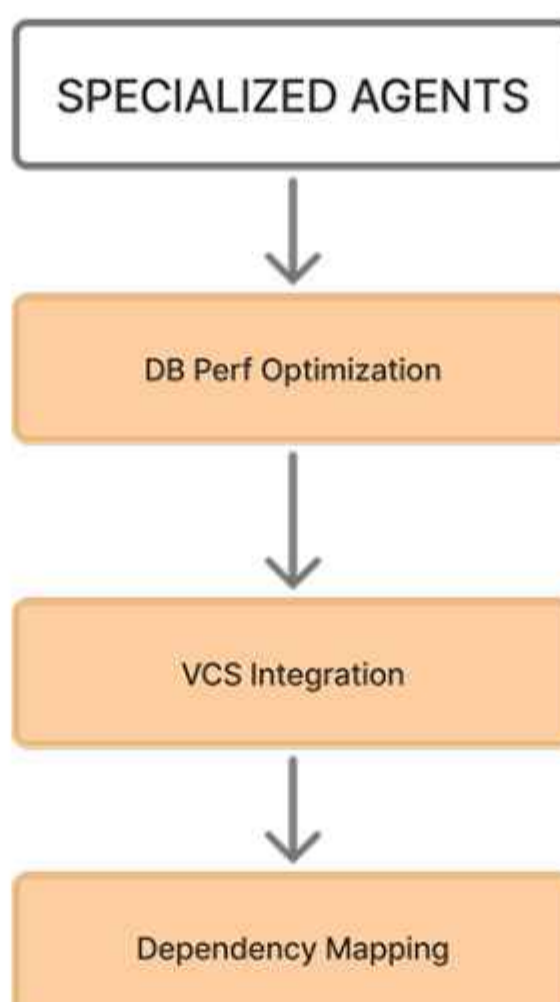 SPECIALIZED AGENTS
DB Perf Optimization
VCS Integration
Dependency Mapping